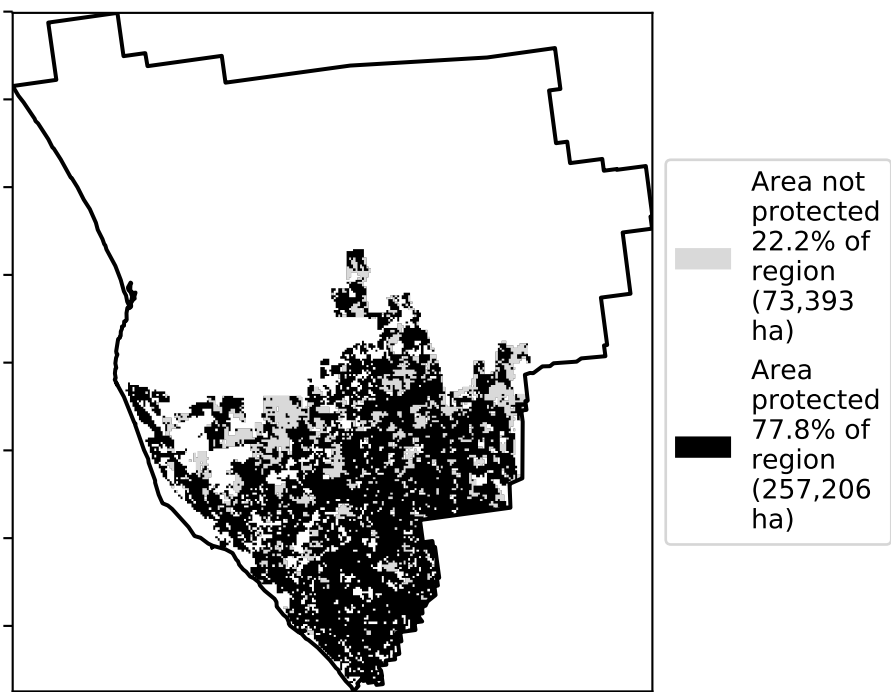 Area not
protected
22.2% of
region
(73,393
ha)
Area
protected
77.8% of
region
(257,206
ha)